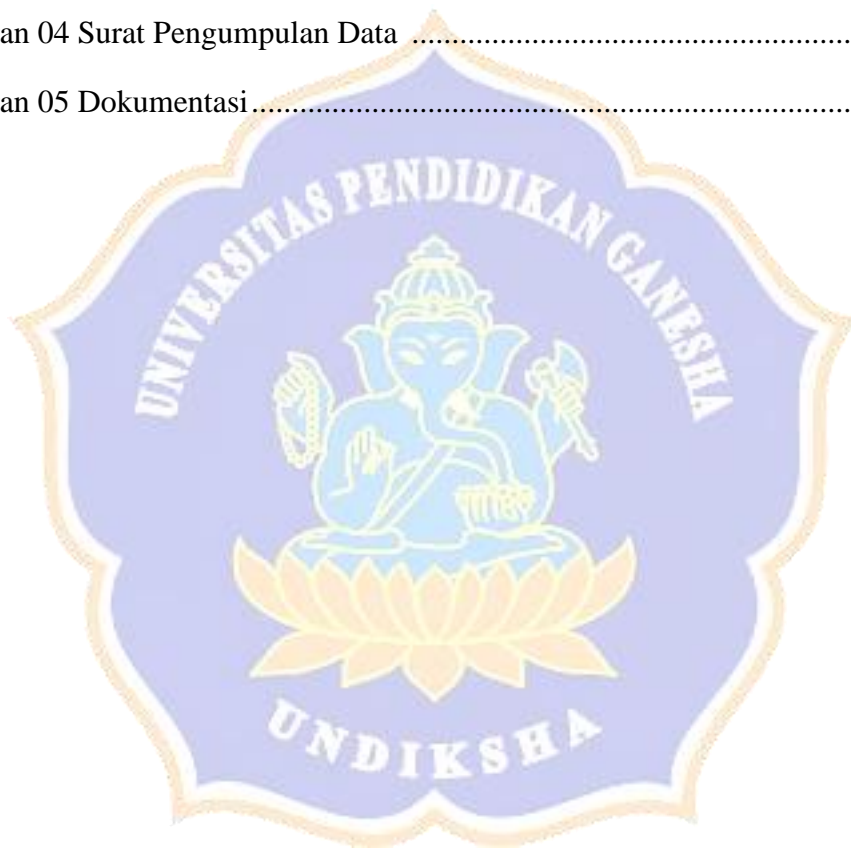 an 04 Surat Pengumpulan Data ......................................................
an 05 Dokumentasi...........................................................................
UNIVERSITAS PENDIDIKAN GANESHA
UNDIKSHA